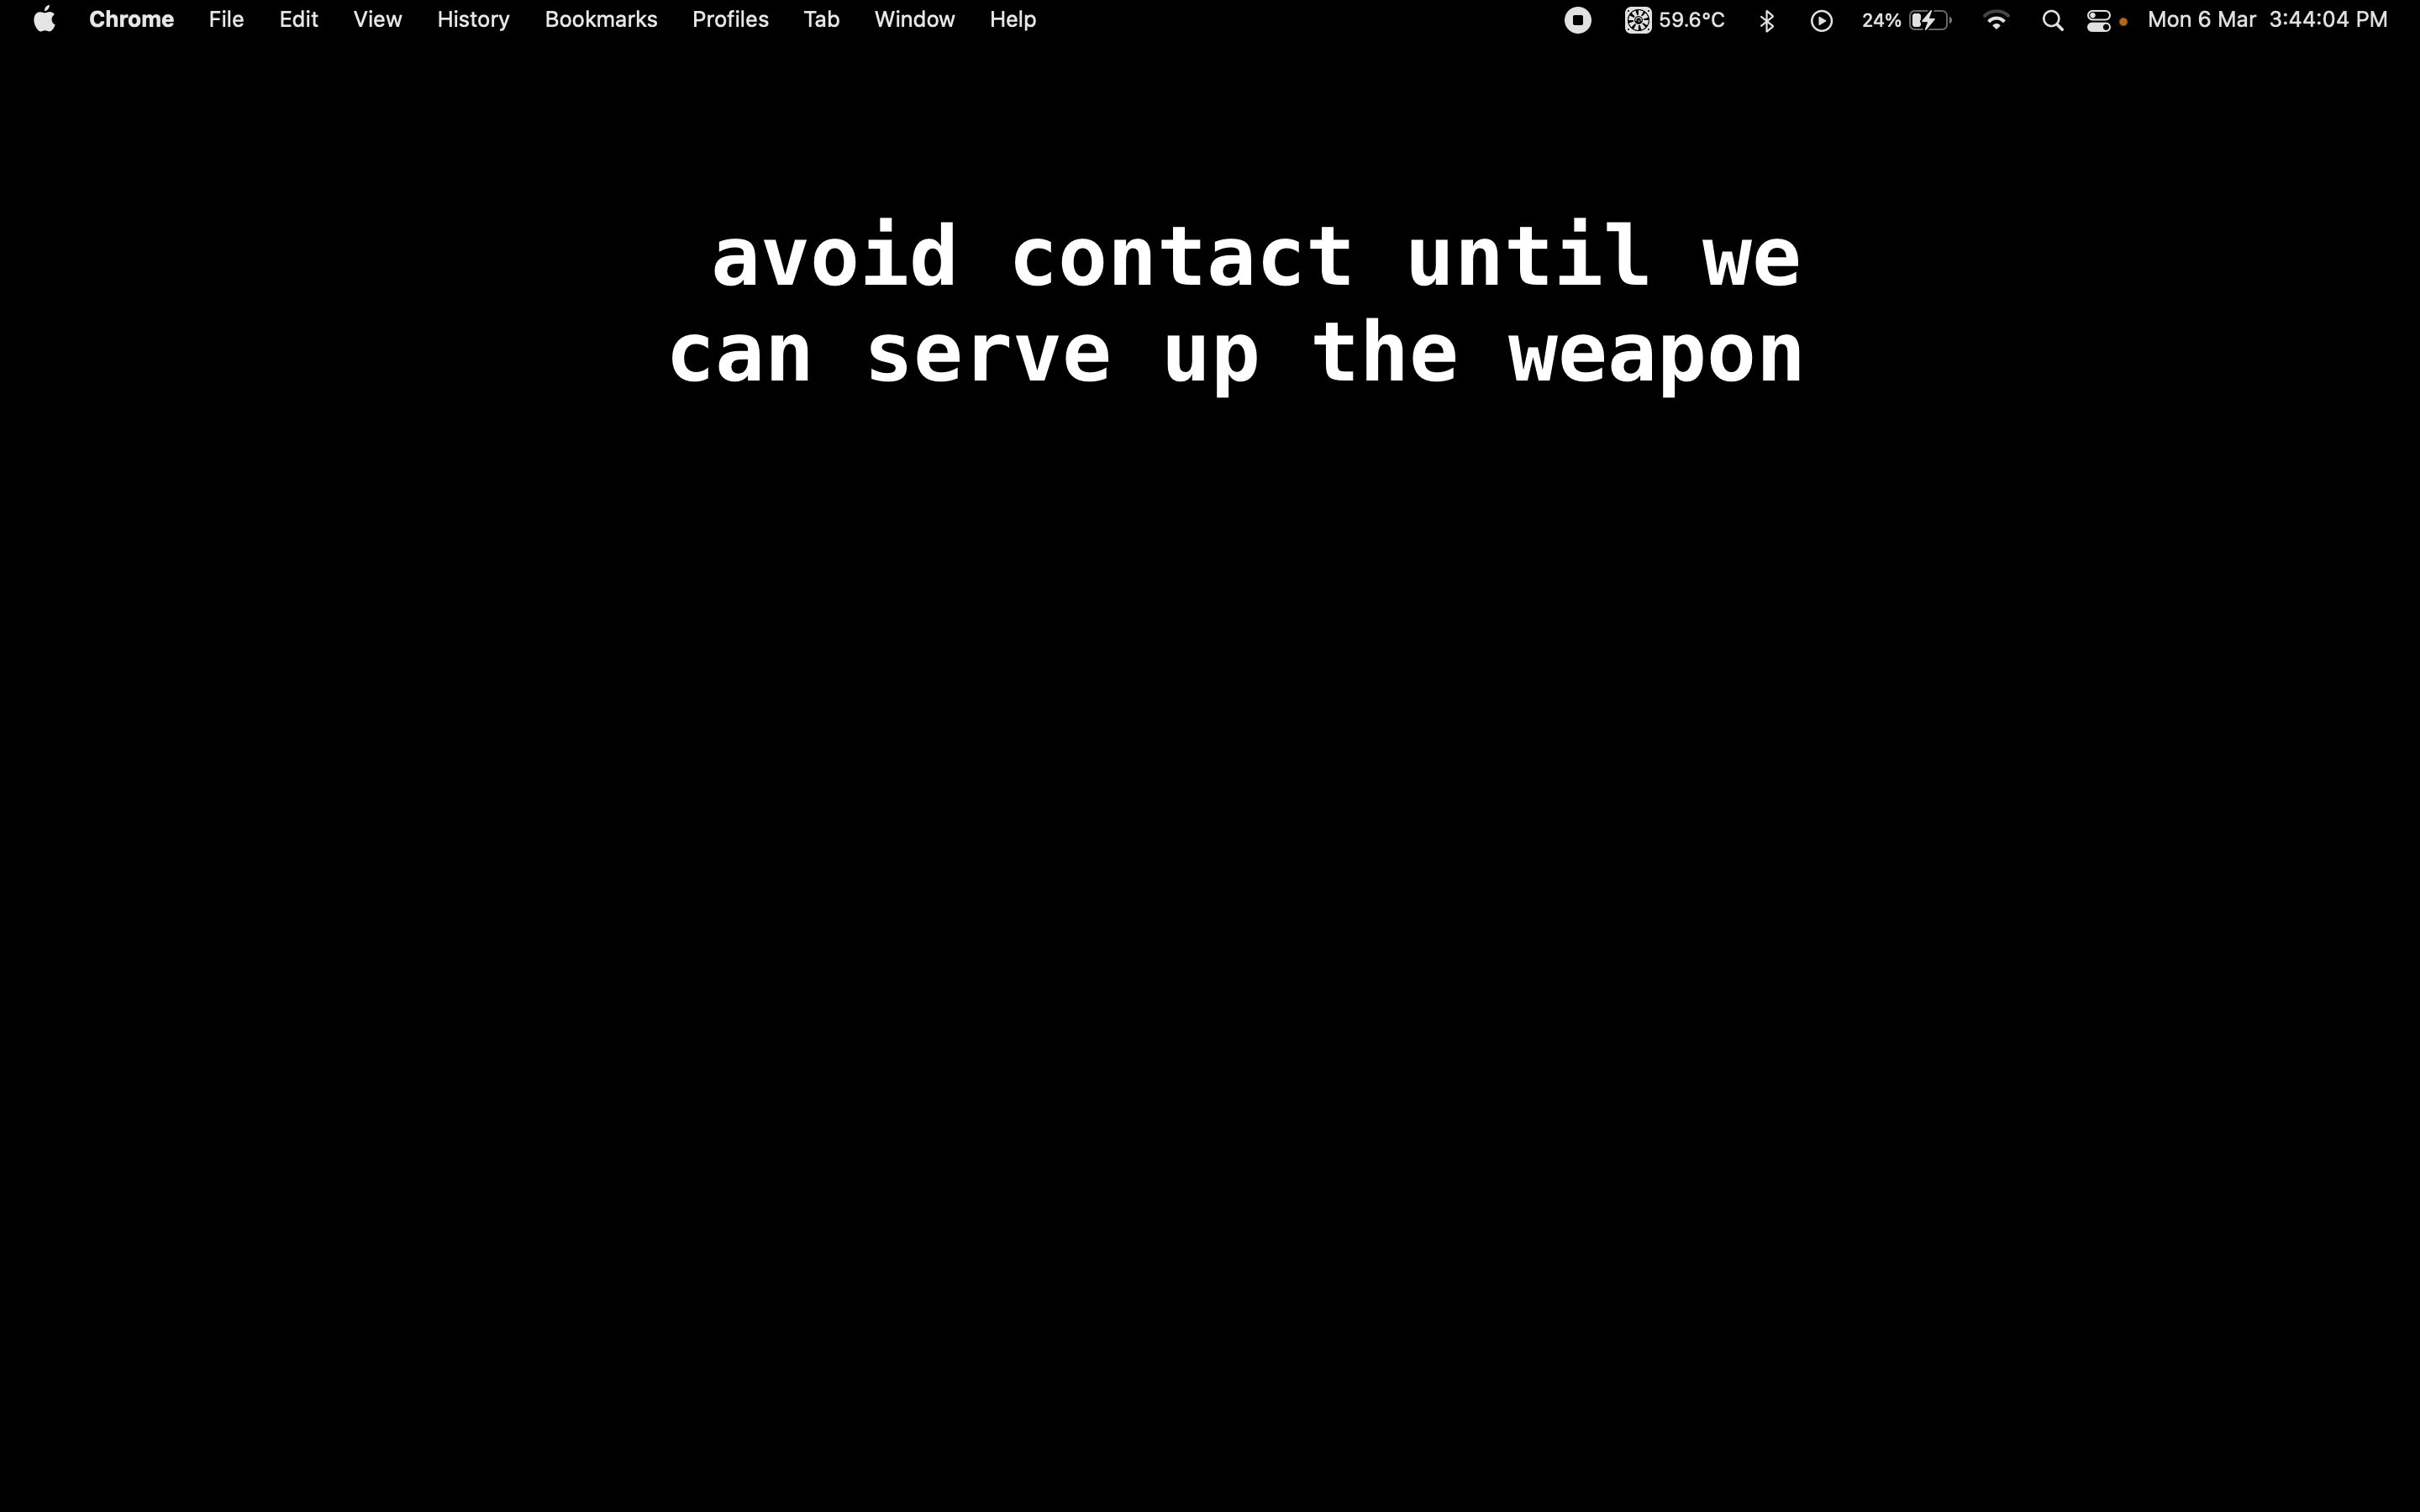 Chrome File Edit View History Bookmarks Profiles Tab Window Help 59.6°C 24% Mon 6 Mar 3:44:04 PM
avoid contact until we
can serve up the weapon